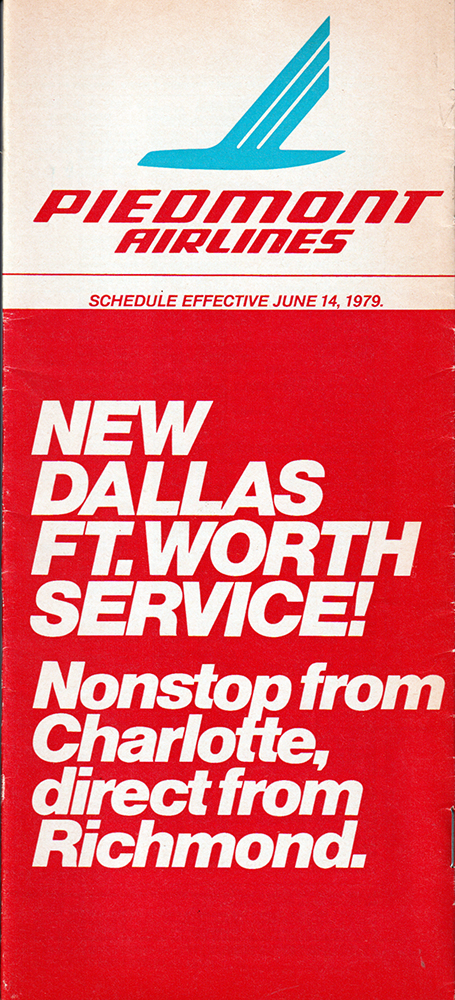 PIEDMONT
AIRLINES
SCHEDULE EFFECTIVE JUNE 14, 1979.
NEW
DALLAS
FT. WORTH
SERVICE!
Nonstop from
Charlotte,
direct from
Richmond.